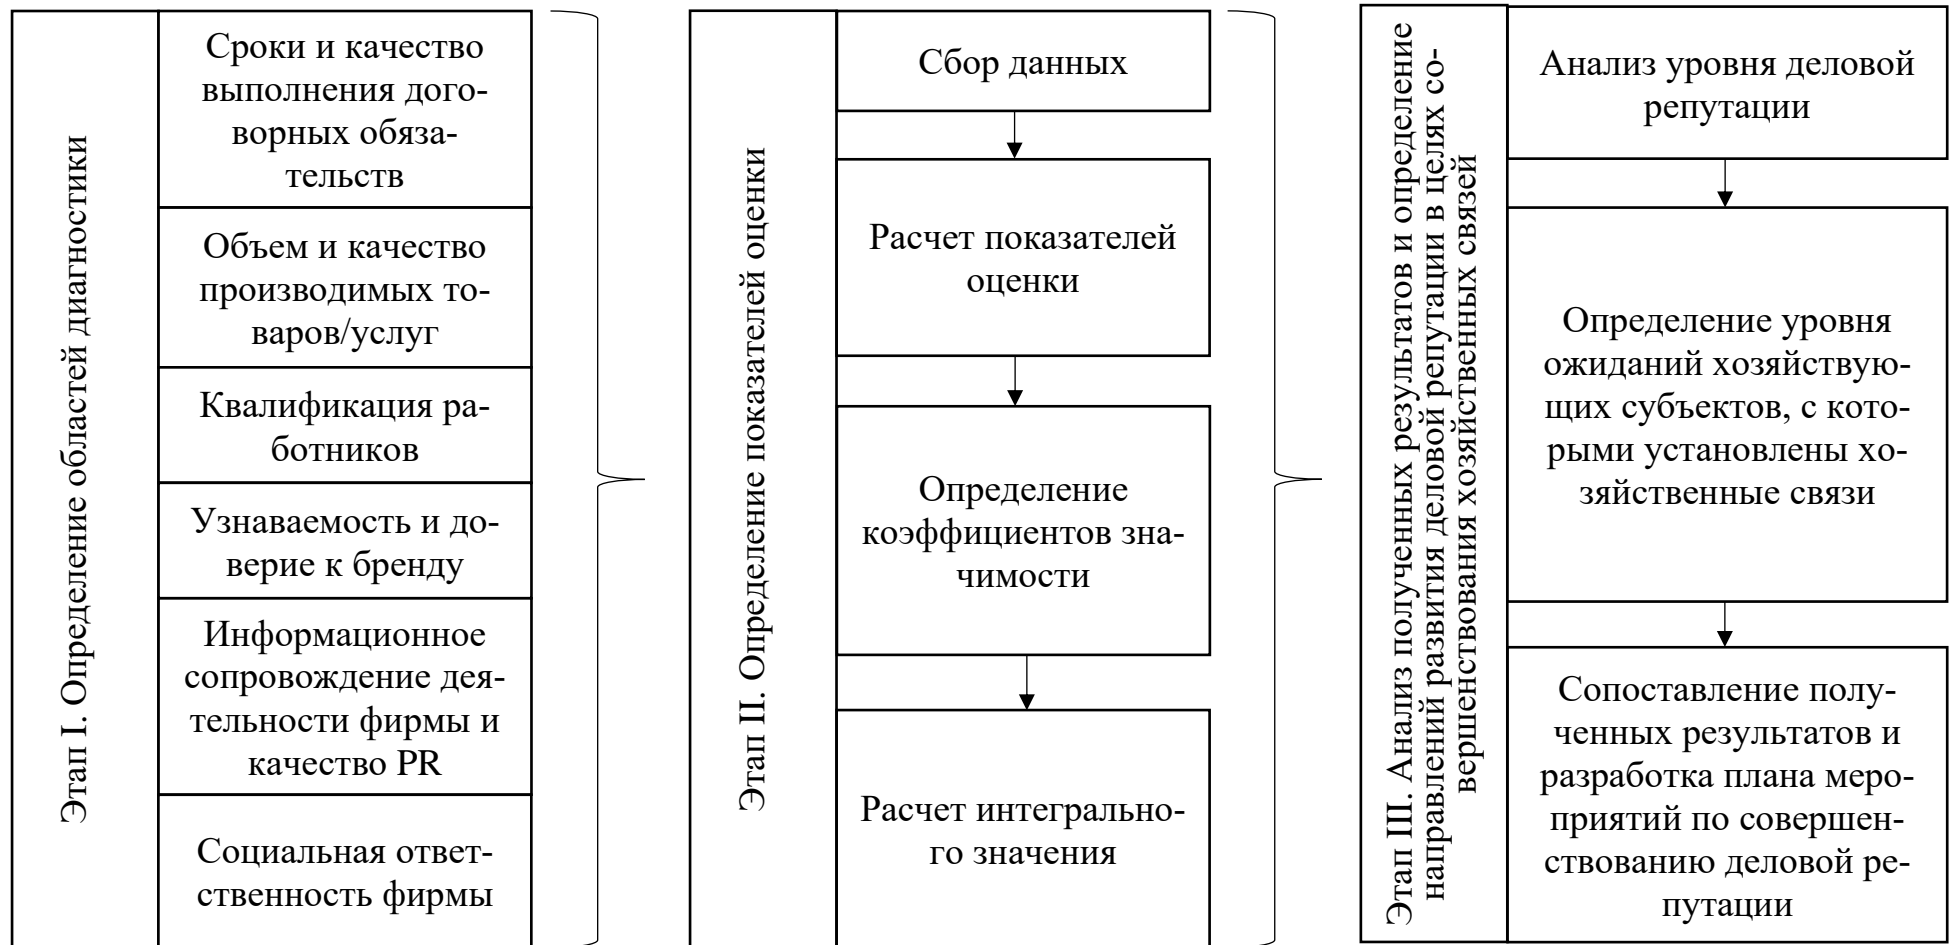 Этап I. Определение областей диагностики
Сроки и качество
выполнения дого-
ворных обяза-
тельств
Объем и качество
производимых то-
варов/услуг
Квалификация ра-
ботников
Узнаваемость и до-
верие к бренду
Информационное
сопровождение дея-
тельности фирмы и
качество PR
Социальная ответ-
ственность фирмы
Этап II. Определение показателей оценки
Сбор данных
Расчет показателей
оценки
Определение
коэффициентов зна-
чимости
Расчет интегрально-
го значения
Этап III. Анализ полученных результатов и определение
направлений развития деловой репутации в целях со-
вершенствования хозяйственных связей
Анализ уровня деловой
репутации
Определение уровня
ожиданий хозяйствую-
щих субъектов, с кото-
рыми установлены хо-
зяйственные связи
Сопоставление полу-
ченных результатов и
разработка плана меро-
приятий по совершен-
ствованию деловой ре-
путации